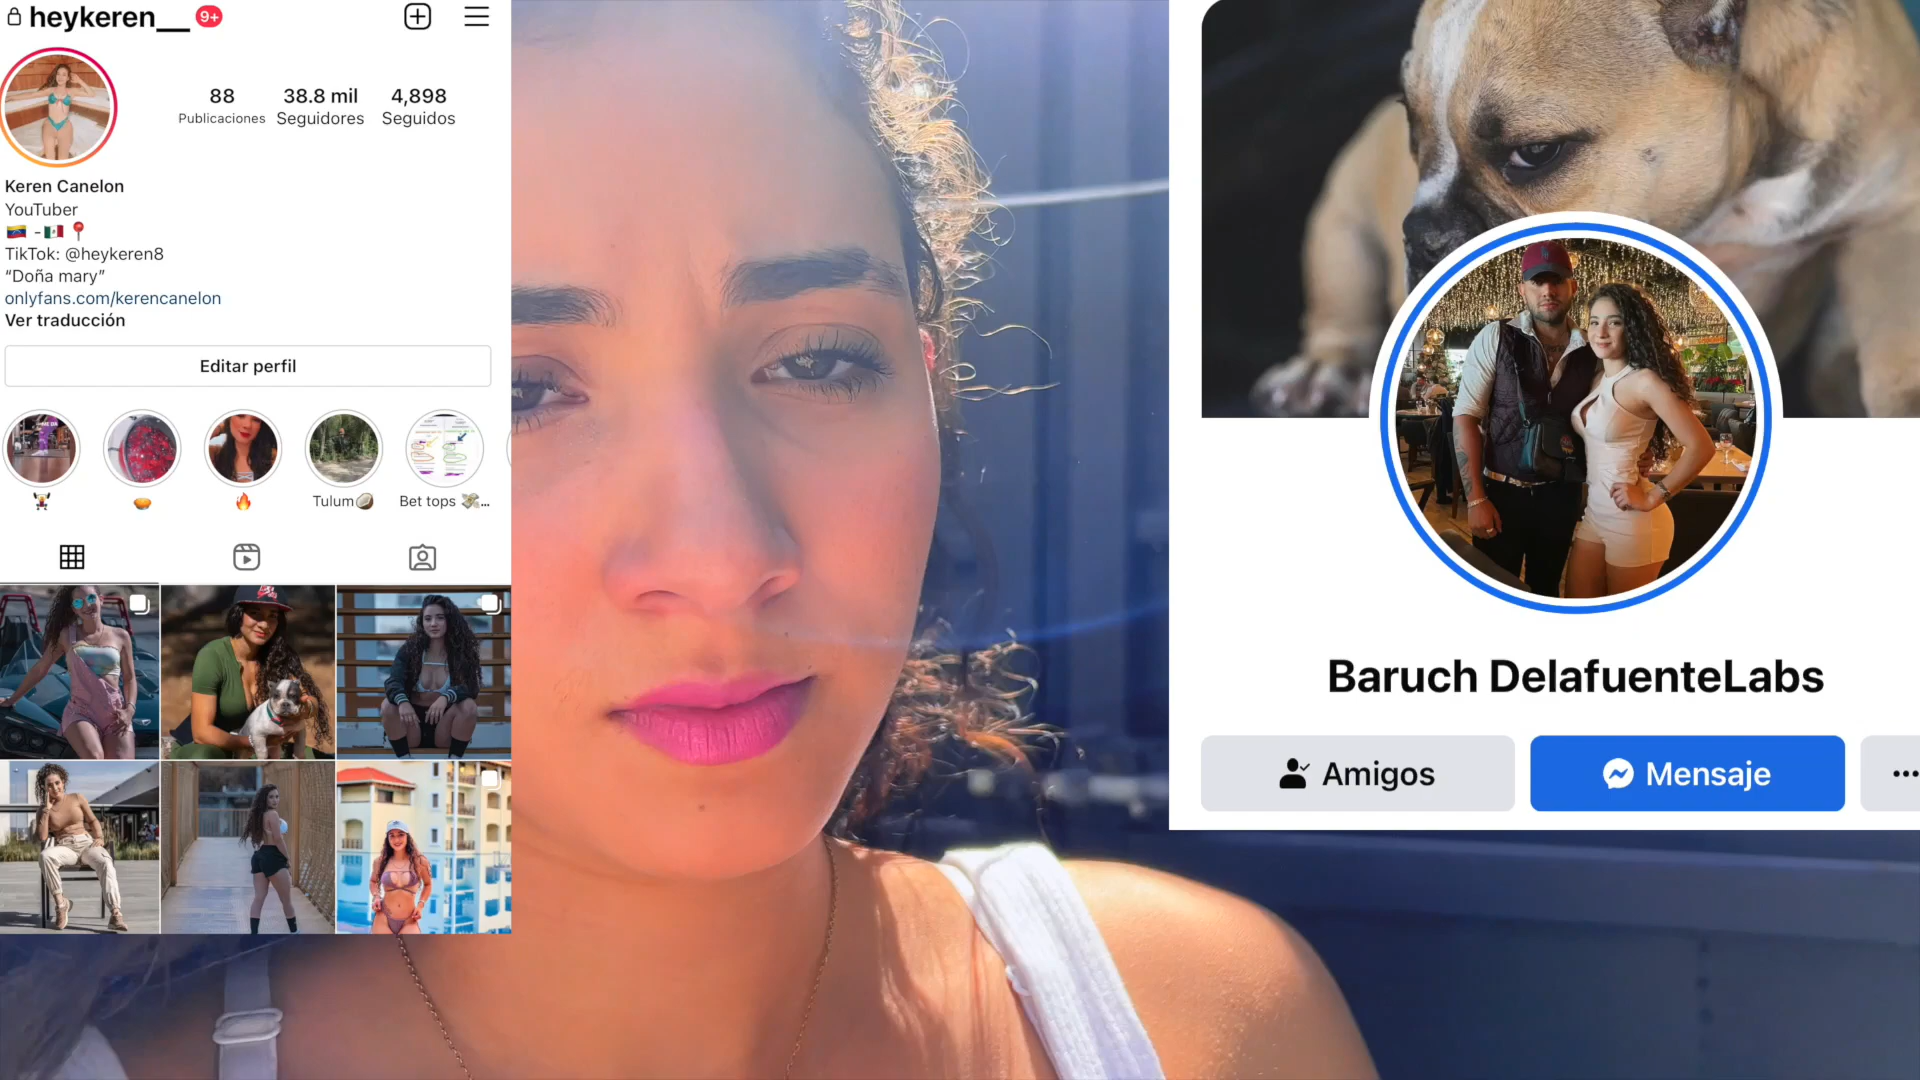 heykeren__ 9+
88 38.8 mil 4,898
Publicaciones Seguidores Seguidos
Keren Canelon
YouTuber
🇻🇪 -🇲🇽 📍
TikTok: @heykeren8
“Doña mary”
onlyfans.com/kerencanelon
Ver traducción
Editar perfil
Tulum🥥 Bet tops 💸...
Baruch DelafuenteLabs
Amigos Mensaje